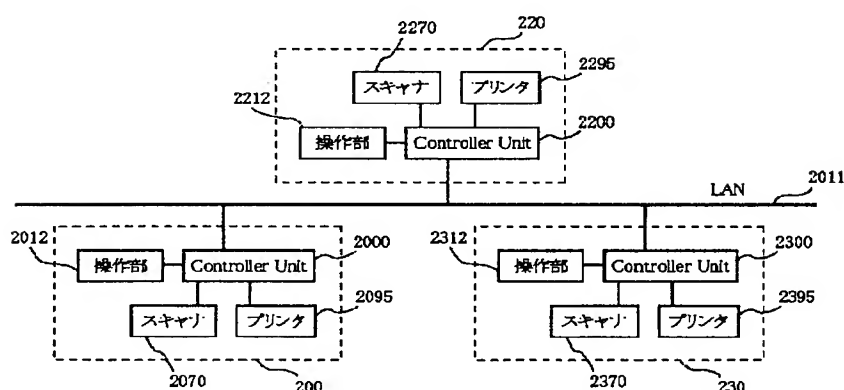 2270
220
2295
スキャナ
プリンタ
2212
2200
操作部
Controller Unit
LAN
2011
2012
2000
操作部
Controller Unit
2095
スキャナ
プリンタ
2070
200
2312
2300
操作部
Controller Unit
2395
スキャナ
プリンタ
2370
230